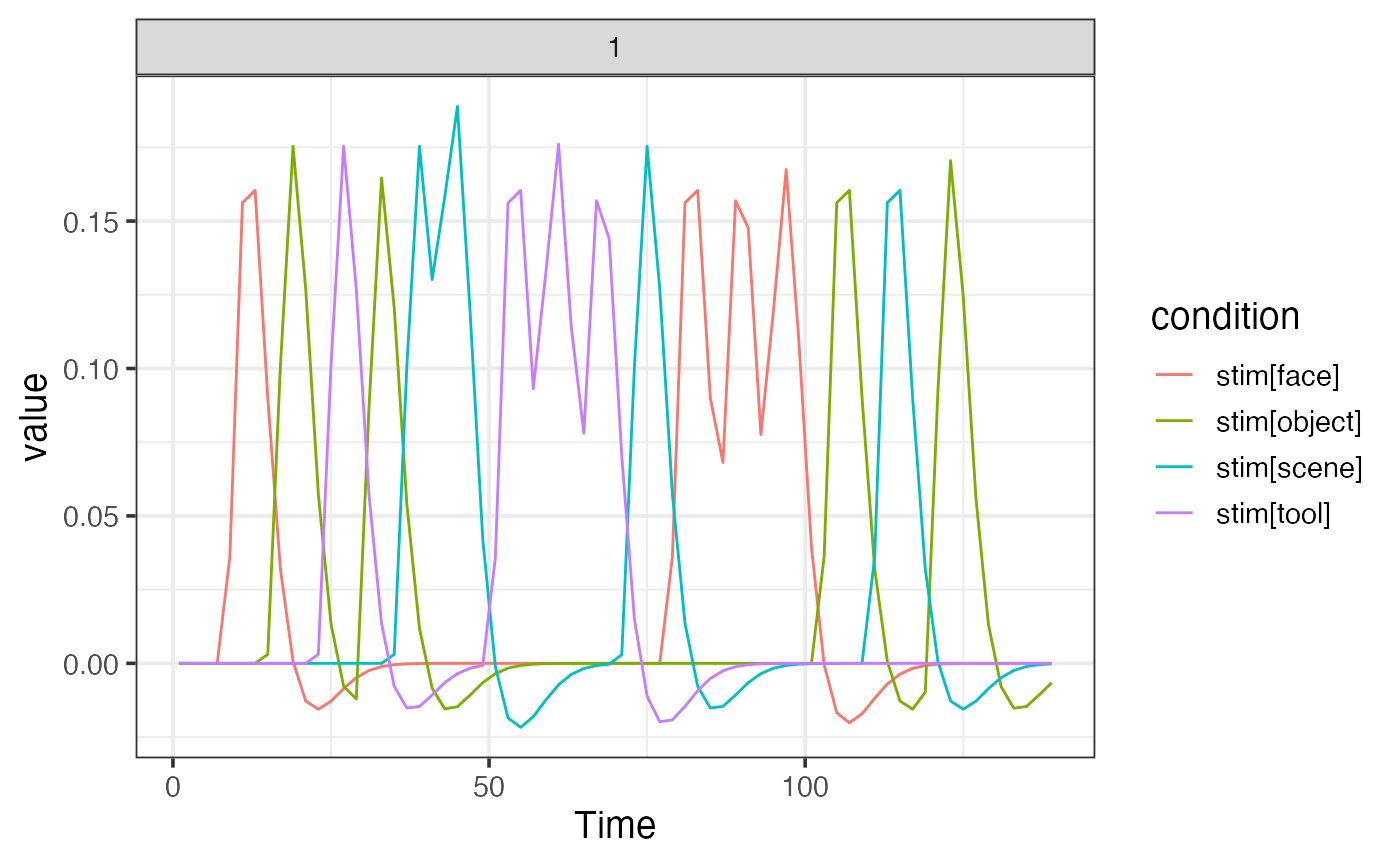 1
value
0.15
0.10
0.05
0.00
0
50
100
Time
condition
stim[face]
stim[object]
stim[scene]
stim[tool]